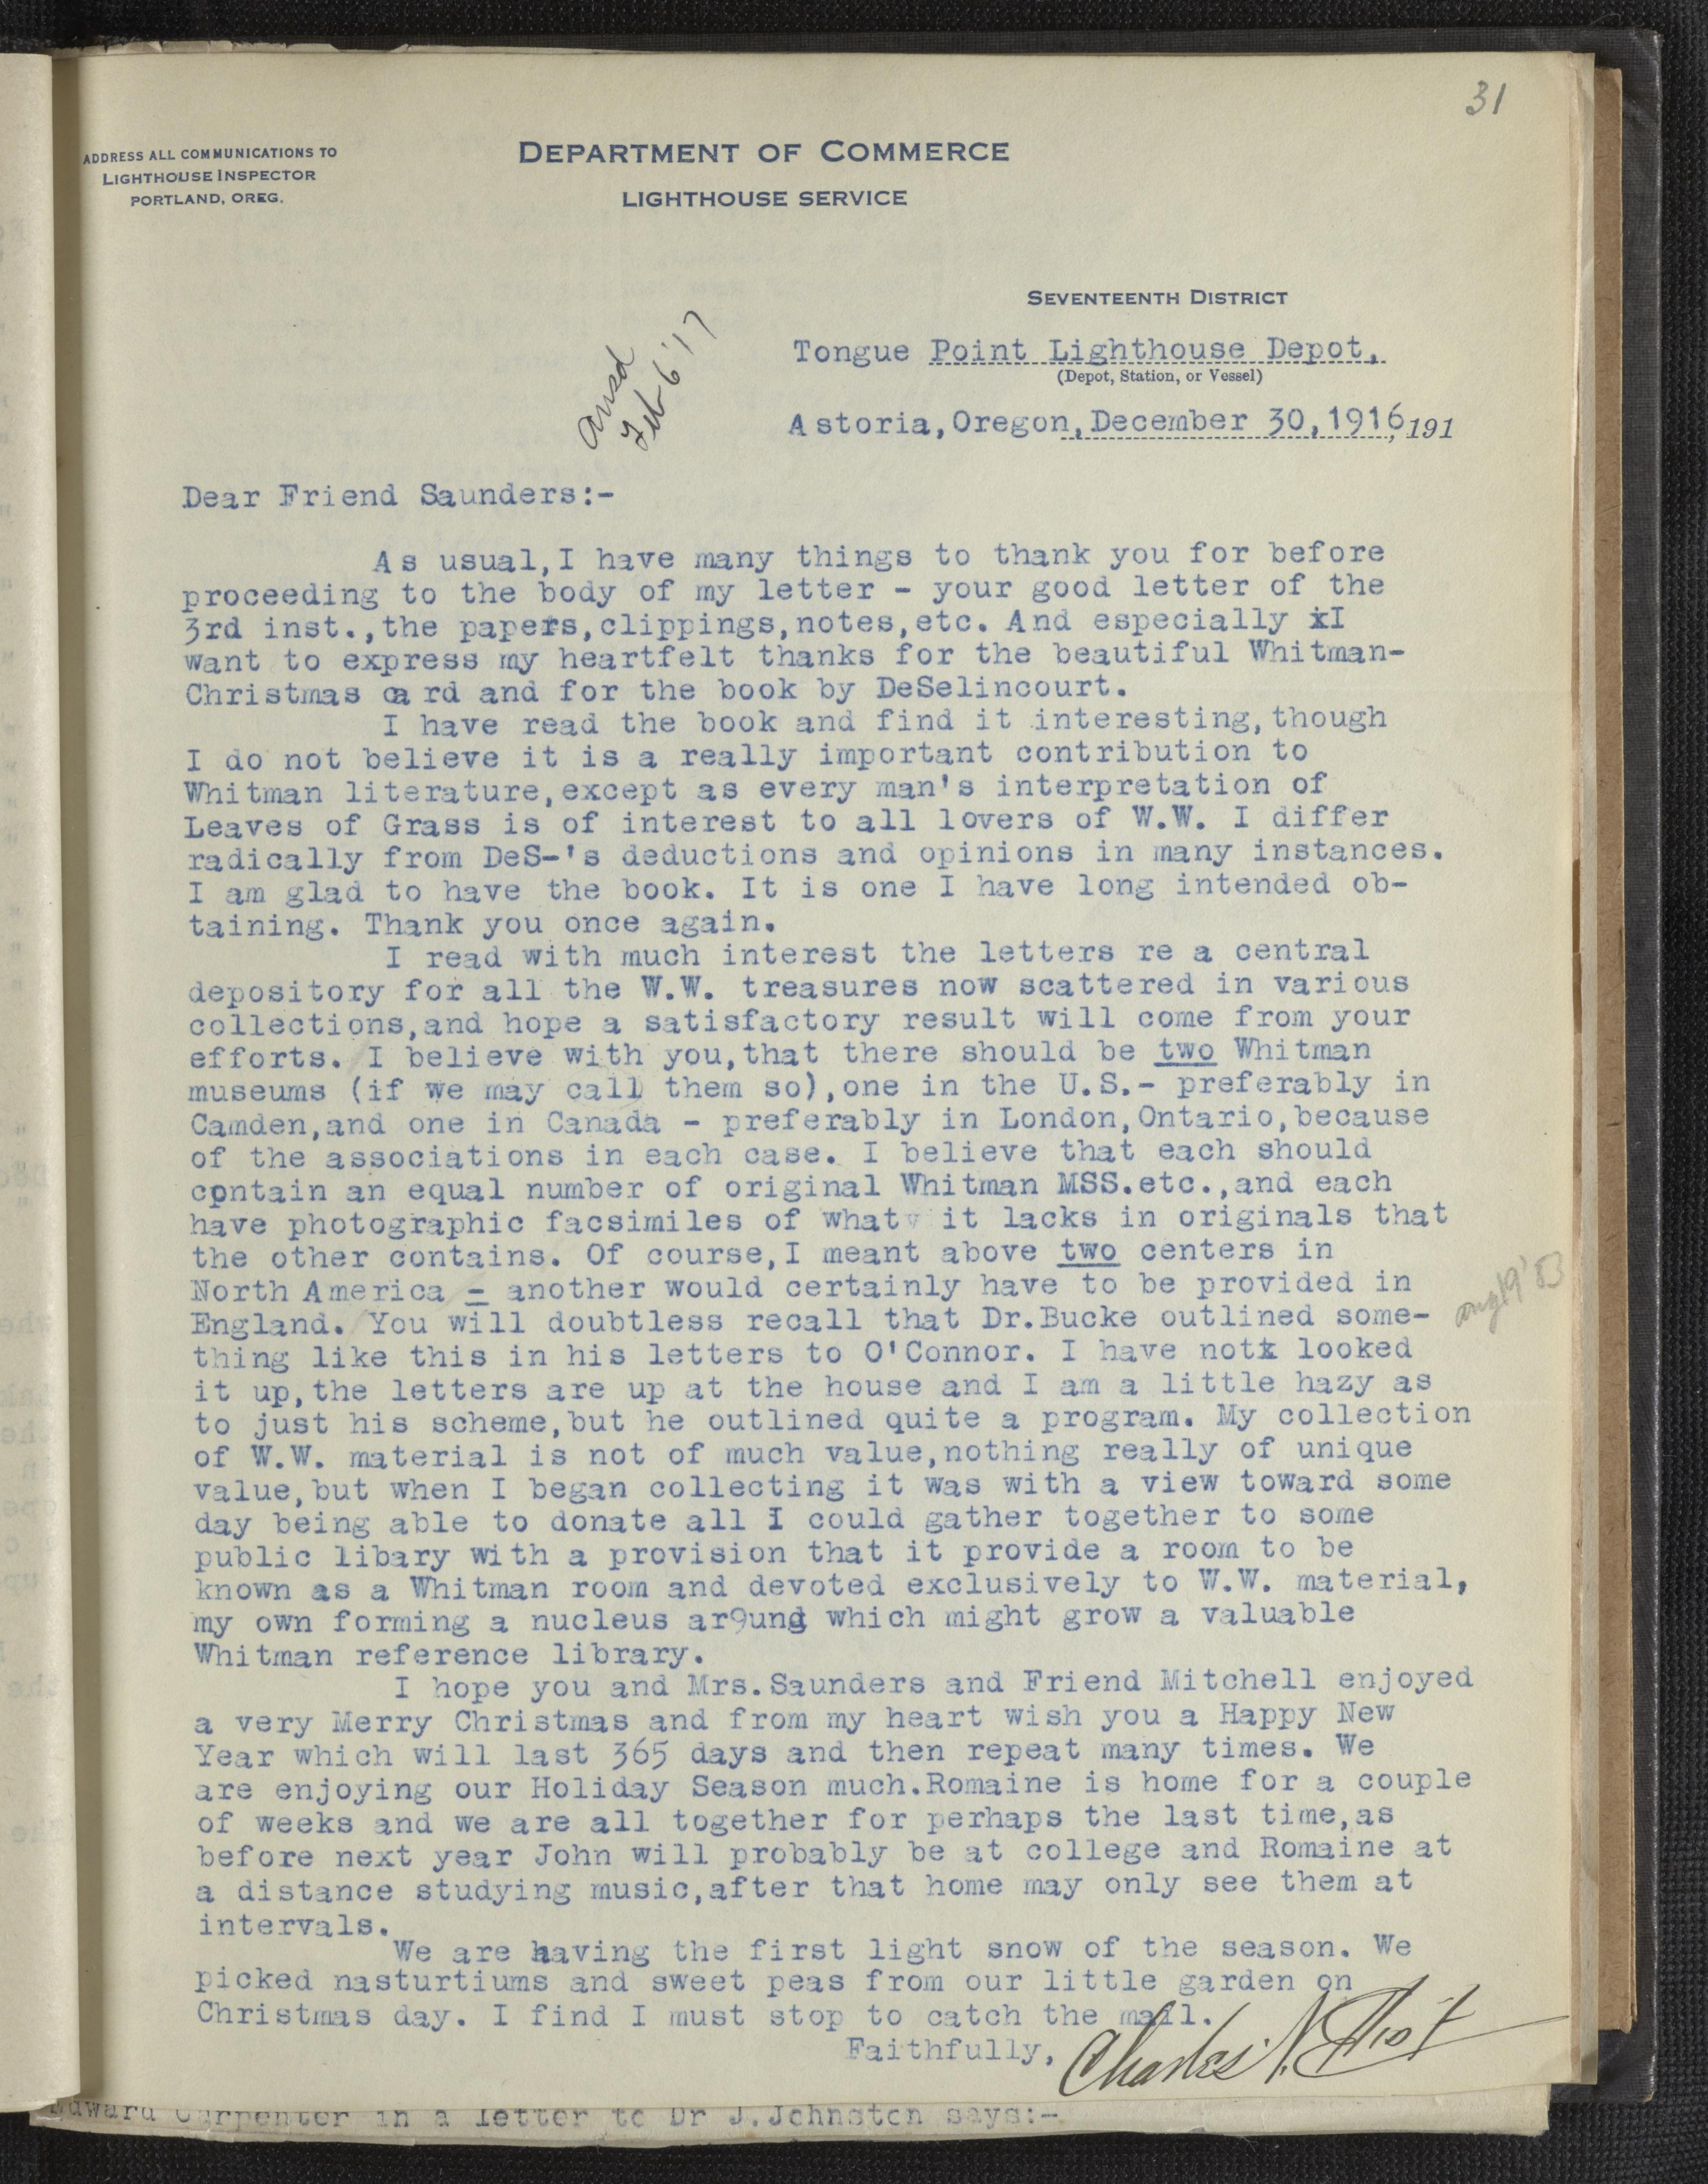 31
ADDRESS ALL COMMUNICATIONS TO
LIGHTHOUSE INSPECTOR
PORTLAND, OREG.
DEPARTMENT OF COMMERCE
LIGHTHOUSE SERVICE
SEVENTEENTH DISTRICT
Tongue Point Lighthouse Depot,
(Depot, Station, or Vessel)
Astoria,Oregon,December 30,1916, 191
ansd
Feb 6 '17
Dear Friend Saunders:-
As usual,I have many things to thank you for before
proceeding to the body of my letter - your good letter of the
3rd inst.,the papers,clippings,notes,etc. And especially xI
want to express my heartfelt thanks for the beautiful Whitman-
Christmas card and for the book by DeSelincourt.
I have read the book and find it interesting,though
I do not believe it is a really important contribution to
Whitman literature,except as every man's interpretation of
Leaves of Grass is of interest to all lovers of W.W. I differ
radically from DeS-'s deductions and opinions in many instances.
I am glad to have the book. It is one I have long intended ob-
taining. Thank you once again.
I read with much interest the letters re a central
depository for all the W.W. treasures now scattered in various
collections,and hope a satisfactory result will come from your
efforts. I believe with you,that there should be two Whitman
museums (if we may call them so),one in the U.S.- preferably in
Camden,and one in Canada - preferably in London,Ontario,because
of the associations in each case. I believe that each should
contain an equal number of original Whitman MSS.etc.,and each
have photographic facsimiles of what it lacks in originals that
the other contains. Of course,I meant above two centers in
North America - another would certainly have to be provided in
England. You will doubtless recall that Dr.Bucke outlined some-
thing like this in his letters to O'Connor. I have notx looked
it up,the letters are up at the house and I am a little hazy as
to just his scheme,but he outlined quite a program. My collection
of W.W. material is not of much value,nothing really of unique
value,but when I began collecting it was with a view toward some
day being able to donate all I could gather together to some
public libary with a provision that it provide a room to be
known as a Whitman room and devoted exclusively to W.W. material,
my own forming a nucleus ar9und which might grow a valuable
Whitman reference library.
I hope you and Mrs.Saunders and Friend Mitchell enjoyed
a very Merry Christmas and from my heart wish you a Happy New
Year which will last 365 days and then repeat many times. We
are enjoying our Holiday Season much.Romaine is home for a couple
of weeks and we are all together for perhaps the last time,as
before next year John will probably be at college and Romaine at
a distance studying music,after that home may only see them at
intervals.
We are having the first light snow of the season. We
picked nasturtiums and sweet peas from our little garden on
Christmas day. I find I must stop to catch the mail.
Faithfully, Charles N. Elliot
aug 19 '83
Edward Carpenter in a letter to Dr J.Johnston says:-